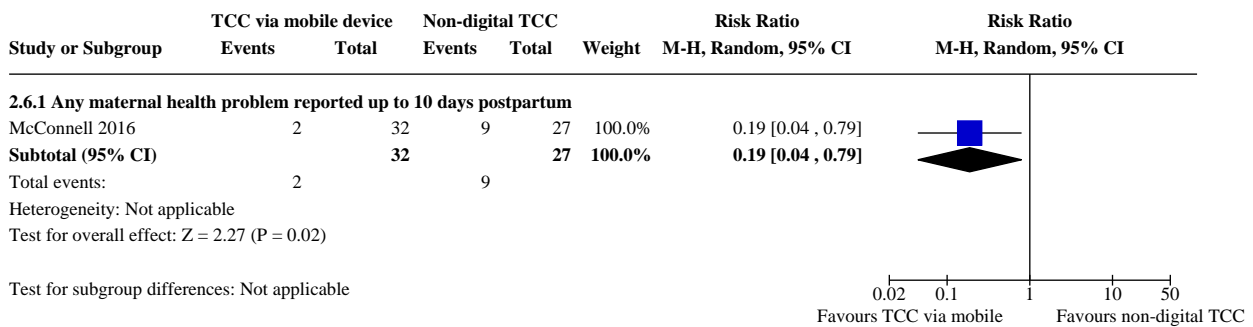 TCC via mobile device Non-digital TCC Risk Ratio Risk Ratio
Study or Subgroup Events Total Events Total Weight M-H, Random, 95% CI M-H, Random, 95% CI
2.6.1 Any maternal health problem reported up to 10 days postpartum
McConnell 2016 2 32 9 27 100.0% 0.19 [0.04 , 0.79]
Subtotal (95% CI) 32 27 100.0% 0.19 [0.04 , 0.79]
Total events: 2 9
Heterogeneity: Not applicable
Test for overall effect: Z = 2.27 (P = 0.02)
Test for subgroup differences: Not applicable
0.02 0.1 1 10 50
Favours TCC via mobile Favours non-digital TCC